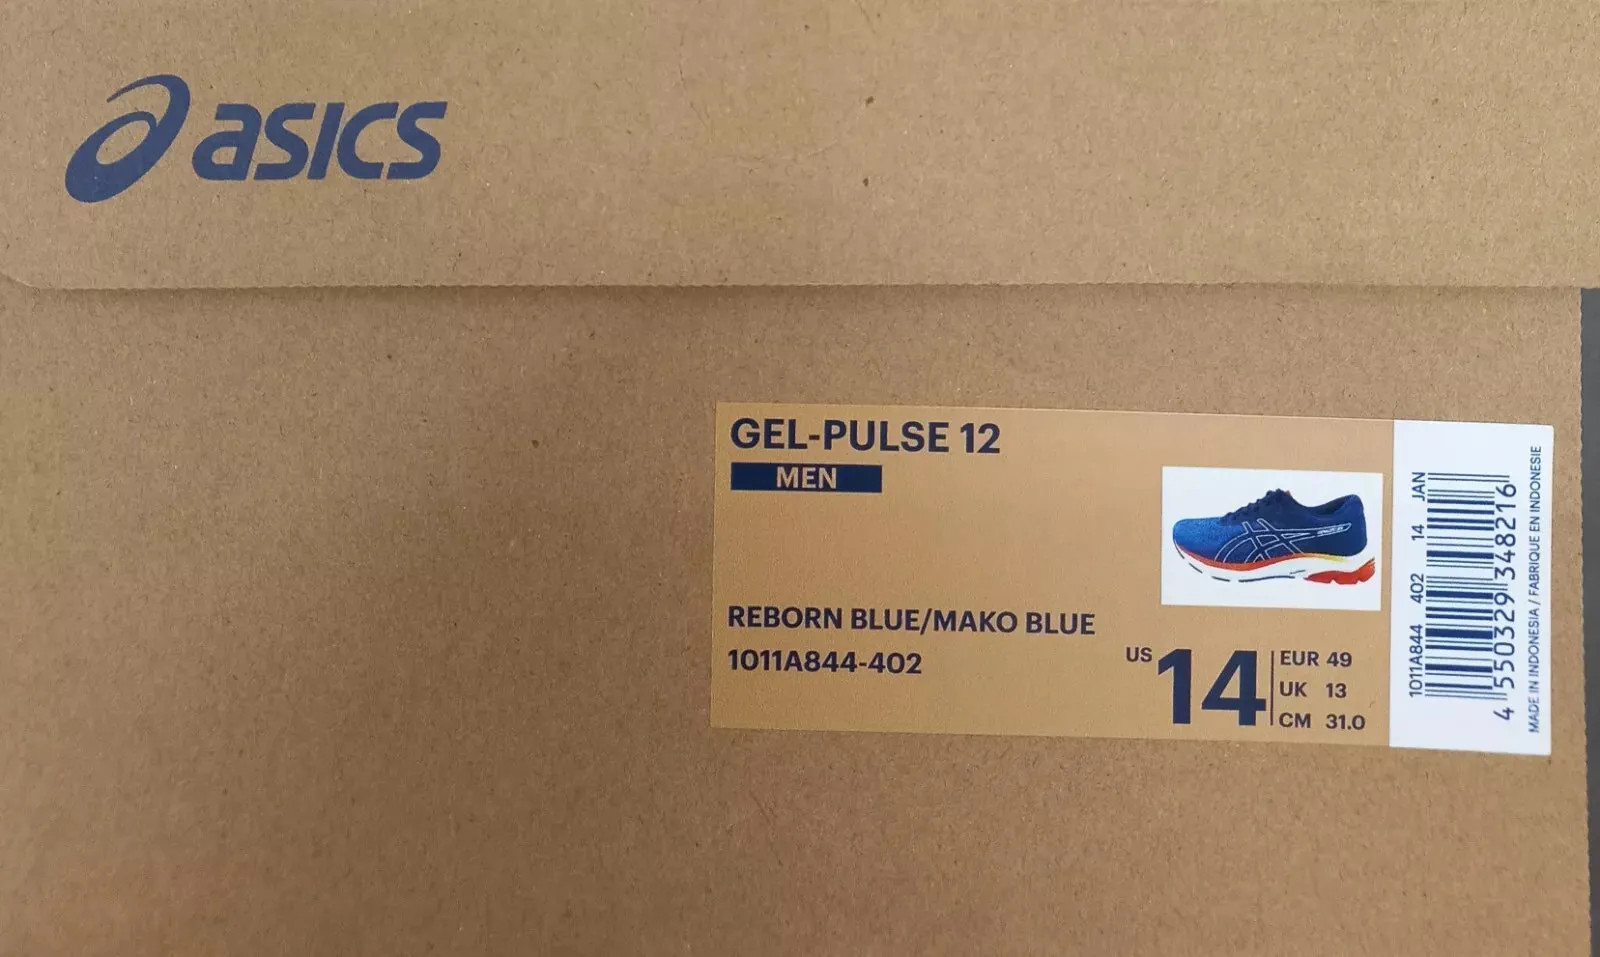 asics
GEL-PULSE 12
MEN
REBORN BLUE/MAKO BLUE
1011A844-402
US 14
EUR 49
UK 13
CM 31.0
1011A844 402 14 JAN
4 550329 348216
MADE IN INDONESIA / FABRIQUE EN INDONESIE